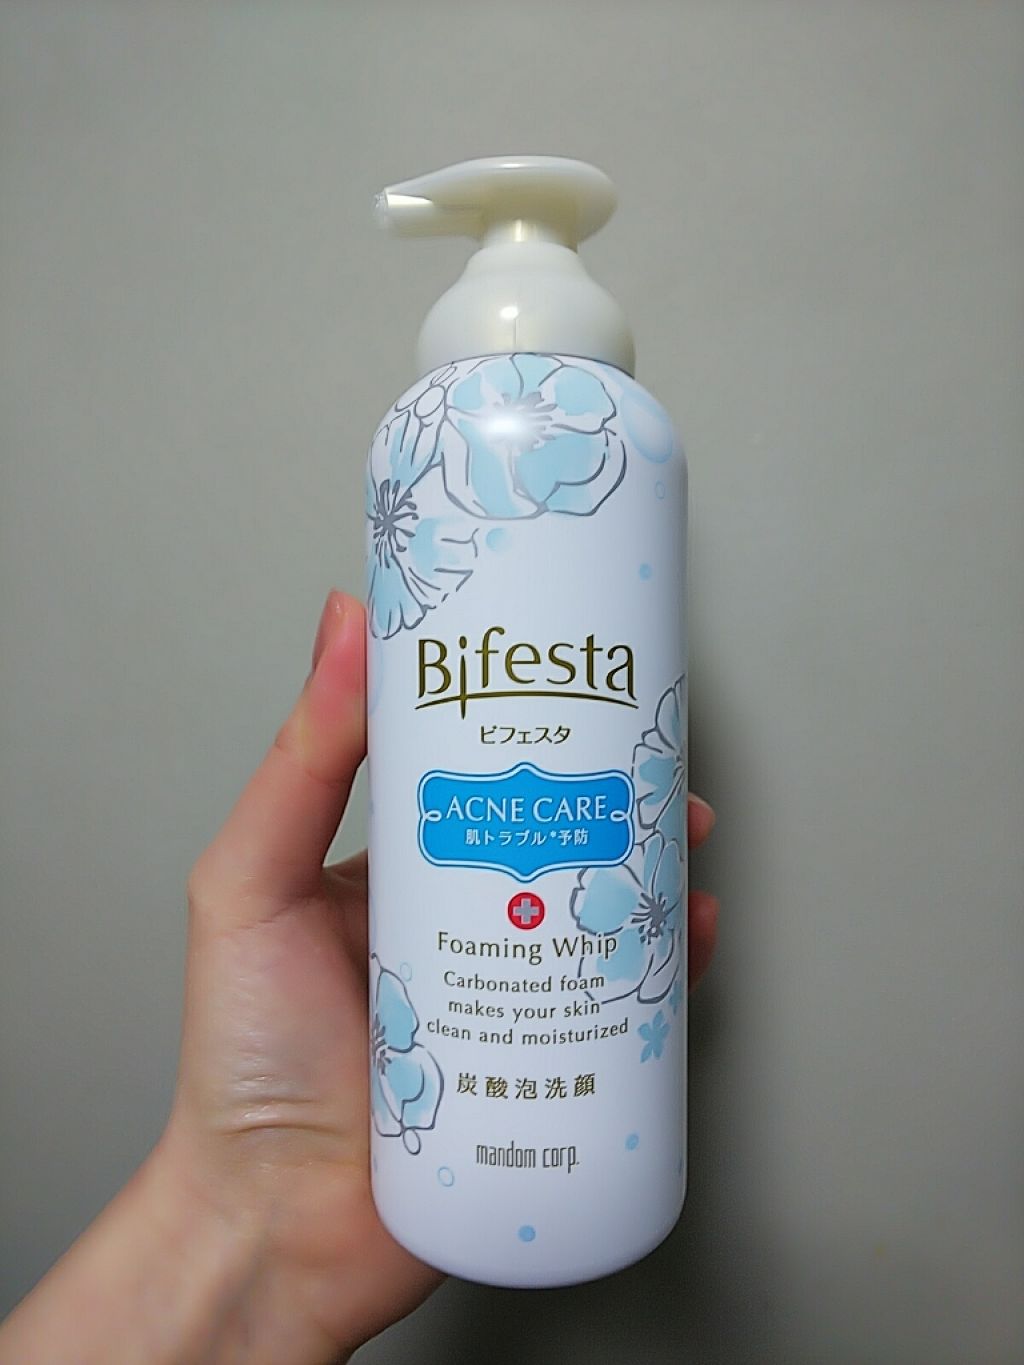 Bifesta
ビフェスタ
ACNE CARE
肌トラブル*予防
Foaming Whip
Carbonated foam
makes your skin
clean and moisturized
炭酸泡洗顔
mandom corp.